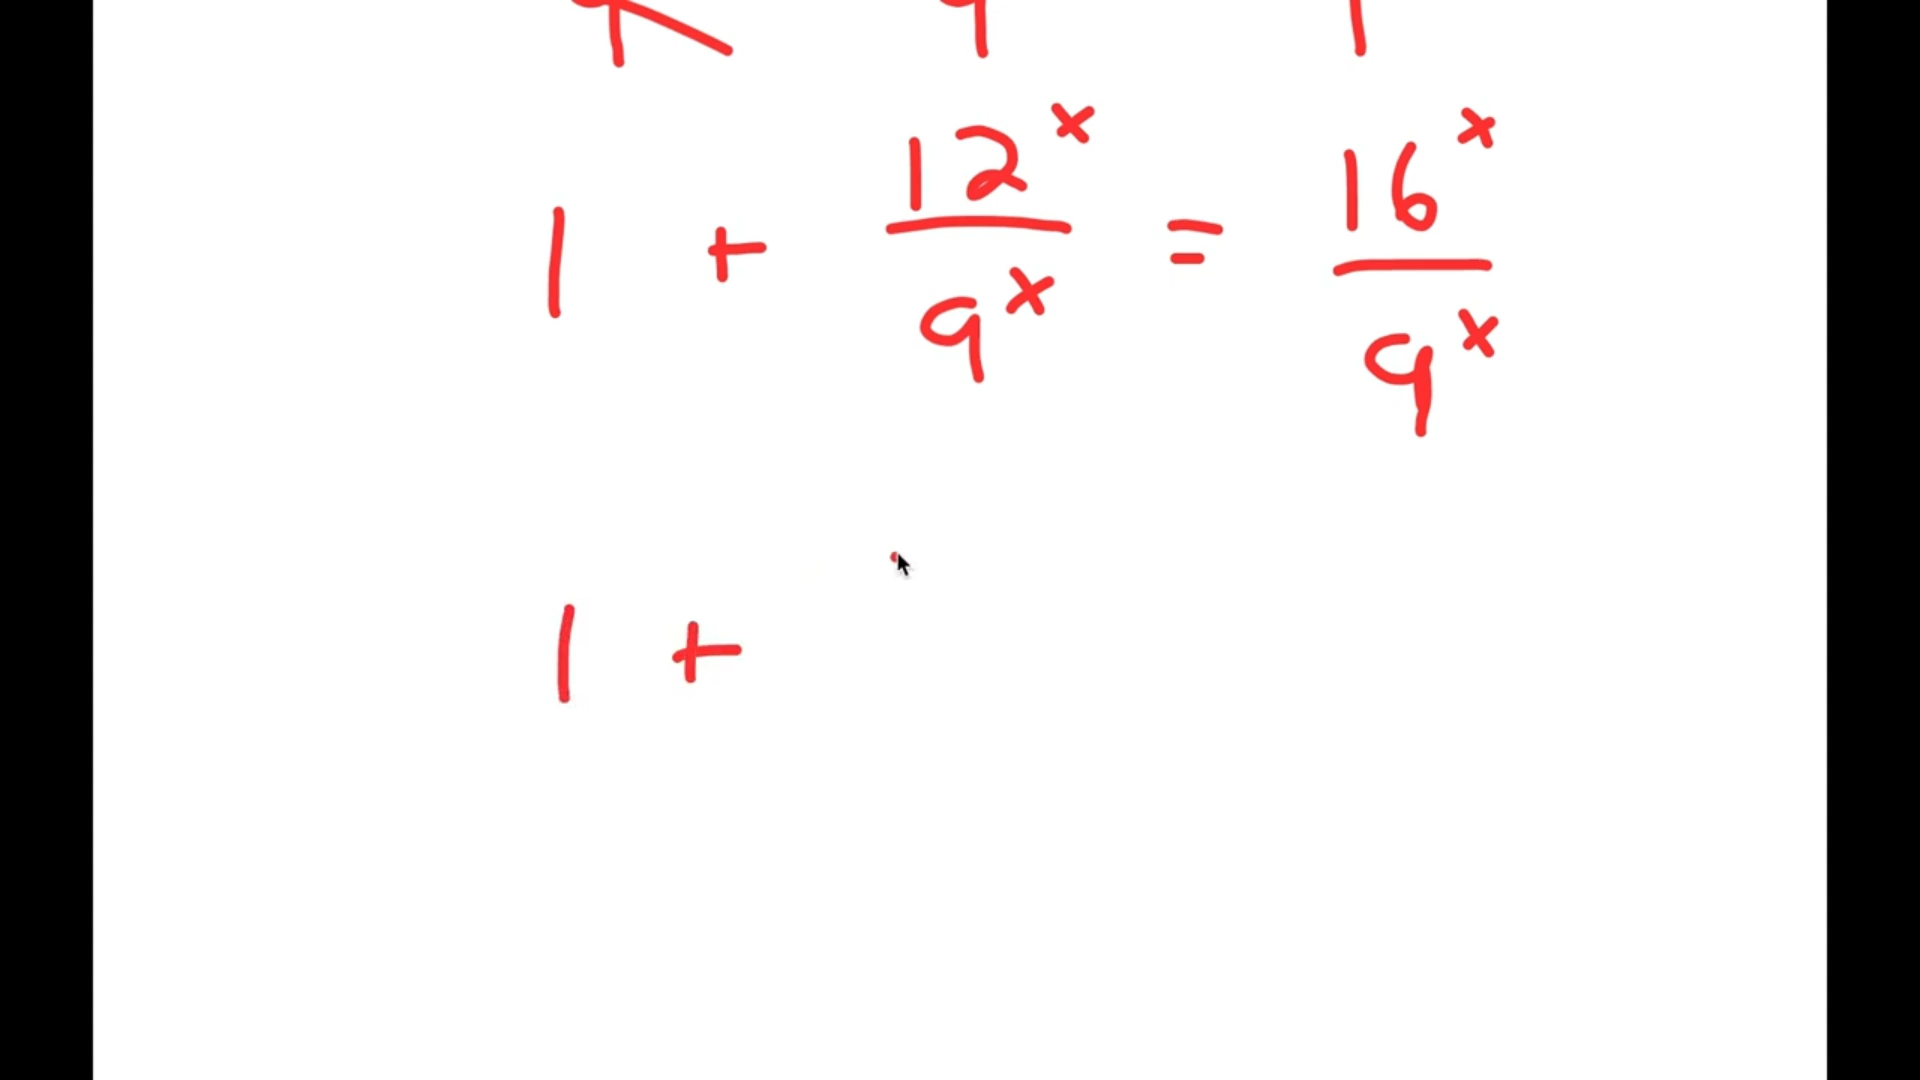 1 + 12^x / 9^x = 16^x / 9^x
1 +